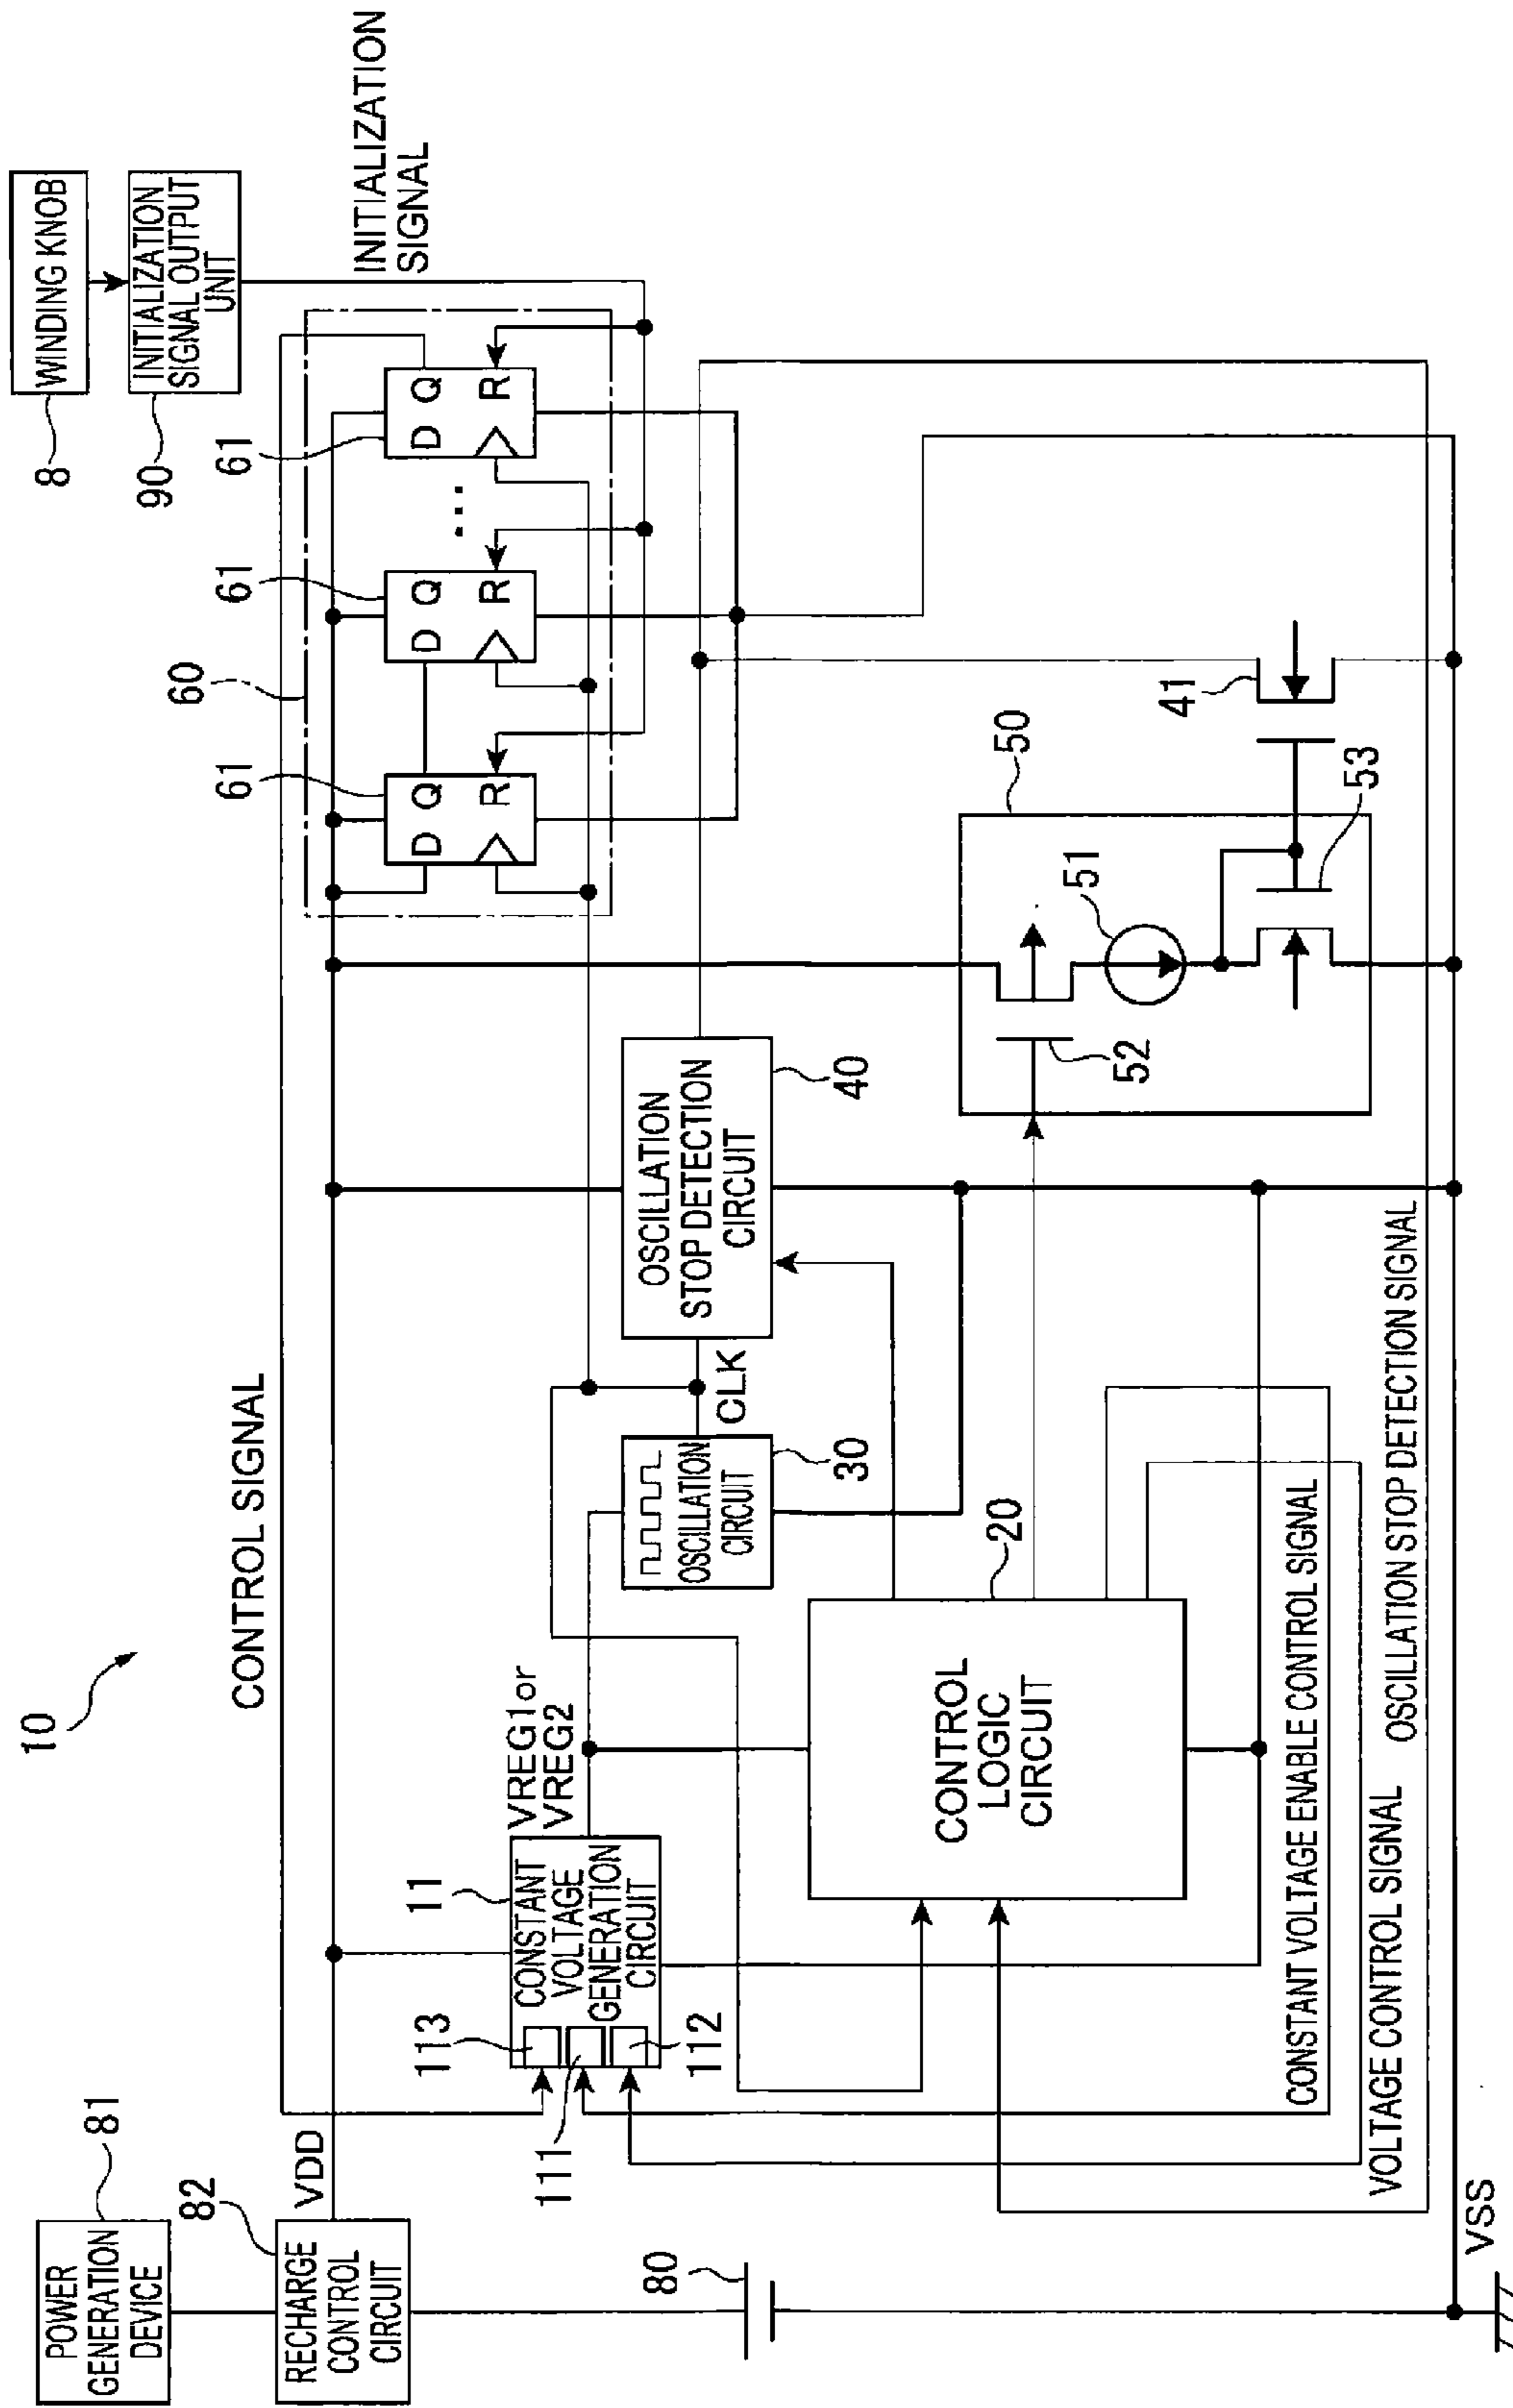 10
POWER
GENERATION
DEVICE
81
RECHARGE
CONTROL
CIRCUIT
82
VDD
80
VSS
CONTROL SIGNAL
CONSTANT
VOLTAGE
GENERATION
CIRCUIT
11
113
111
112
VREG1or
VREG2
CONTROL
LOGIC
CIRCUIT
20
OSCILLATION
CIRCUIT
30
CLK
OSCILLATION
STOP DETECTION
CIRCUIT
40
50
51
52
53
41
60
61
D Q
R
61
D Q
R
...
61
D Q
R
WINDING KNOB
8
INITIALIZATION
SIGNAL OUTPUT
UNIT
90
INITIALIZATION
SIGNAL
CONSTANT VOLTAGE ENABLE CONTROL SIGNAL
VOLTAGE CONTROL SIGNAL
OSCILLATION STOP DETECTION SIGNAL